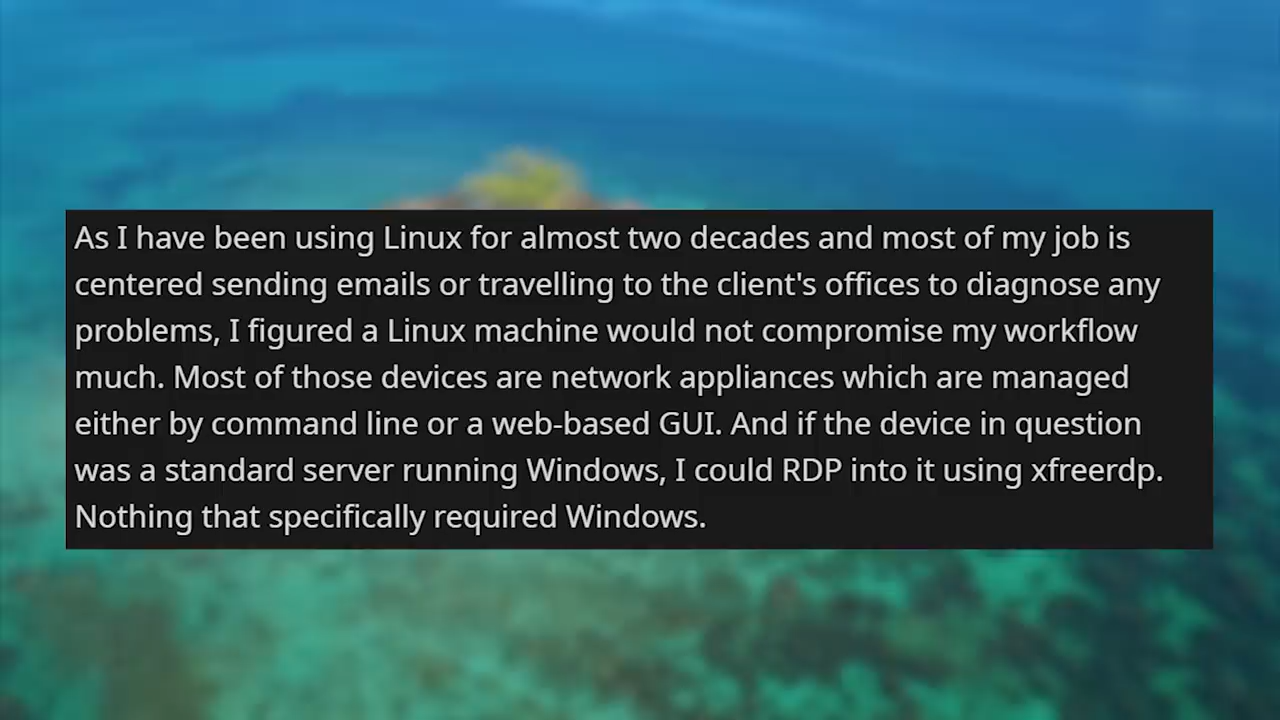 As I have been using Linux for almost two decades and most of my job is
centered sending emails or travelling to the client's offices to diagnose any
problems, I figured a Linux machine would not compromise my workflow
much. Most of those devices are network appliances which are managed
either by command line or a web-based GUI. And if the device in question
was a standard server running Windows, I could RDP into it using xfreerdp.
Nothing that specifically required Windows.